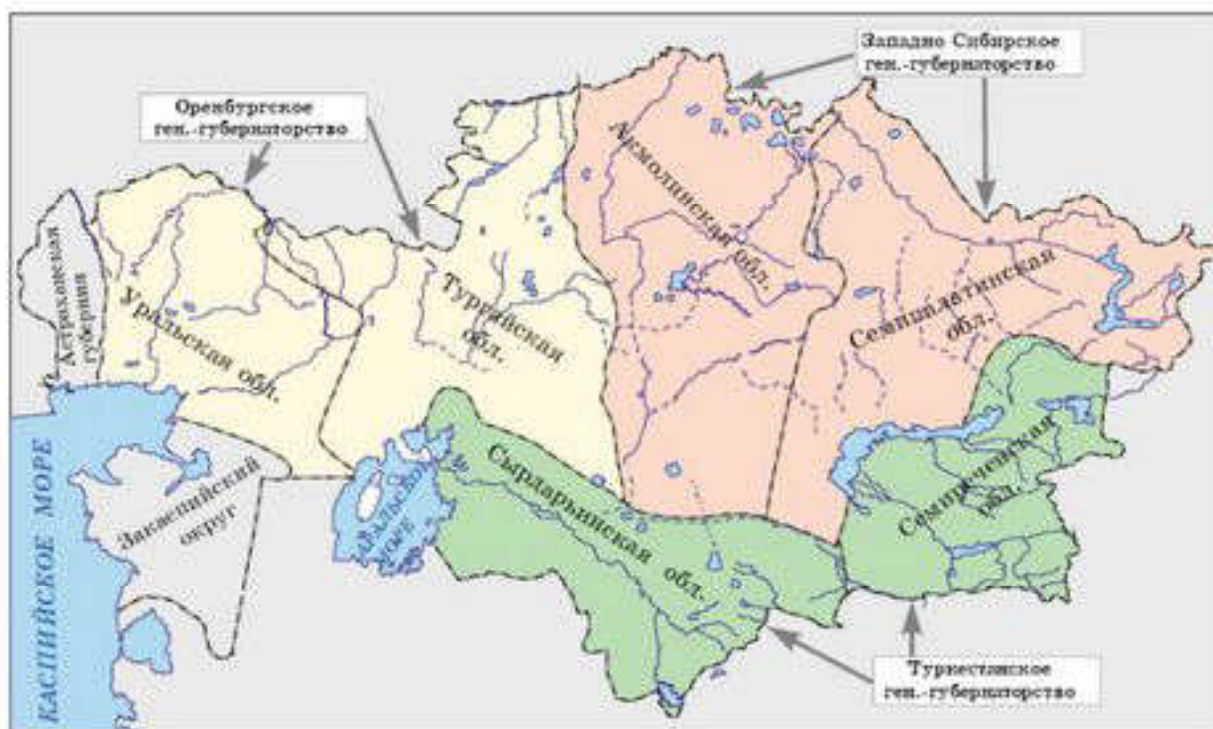 Западно Сибирское
ген.-губернаторство
Оренбургское
ген.-губернаторство
Акмолинская обл.
Астраханская
губерния
Уральская обл.
Тургайская
обл.
Семипалатинская
обл.
КАСПИЙСКОЕ МОРЕ
Закаспийский
округ
АРАЛЬСКОЕ
МОРЕ
Сырдарьинская обл.
Семиреченская
обл.
Туркестанское
ген.-губернаторство